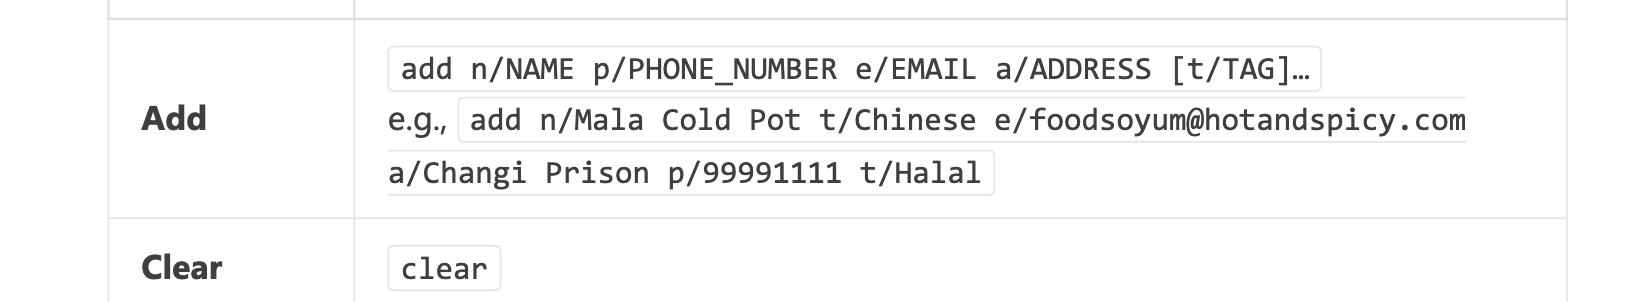 Add
add n/NAME p/PHONE_NUMBER e/EMAIL a/ADDRESS [t/TAG]…
e.g., add n/Mala Cold Pot t/Chinese e/foodsoyum@hotandspicy.com
a/Changi Prison p/99991111 t/Halal
Clear
clear